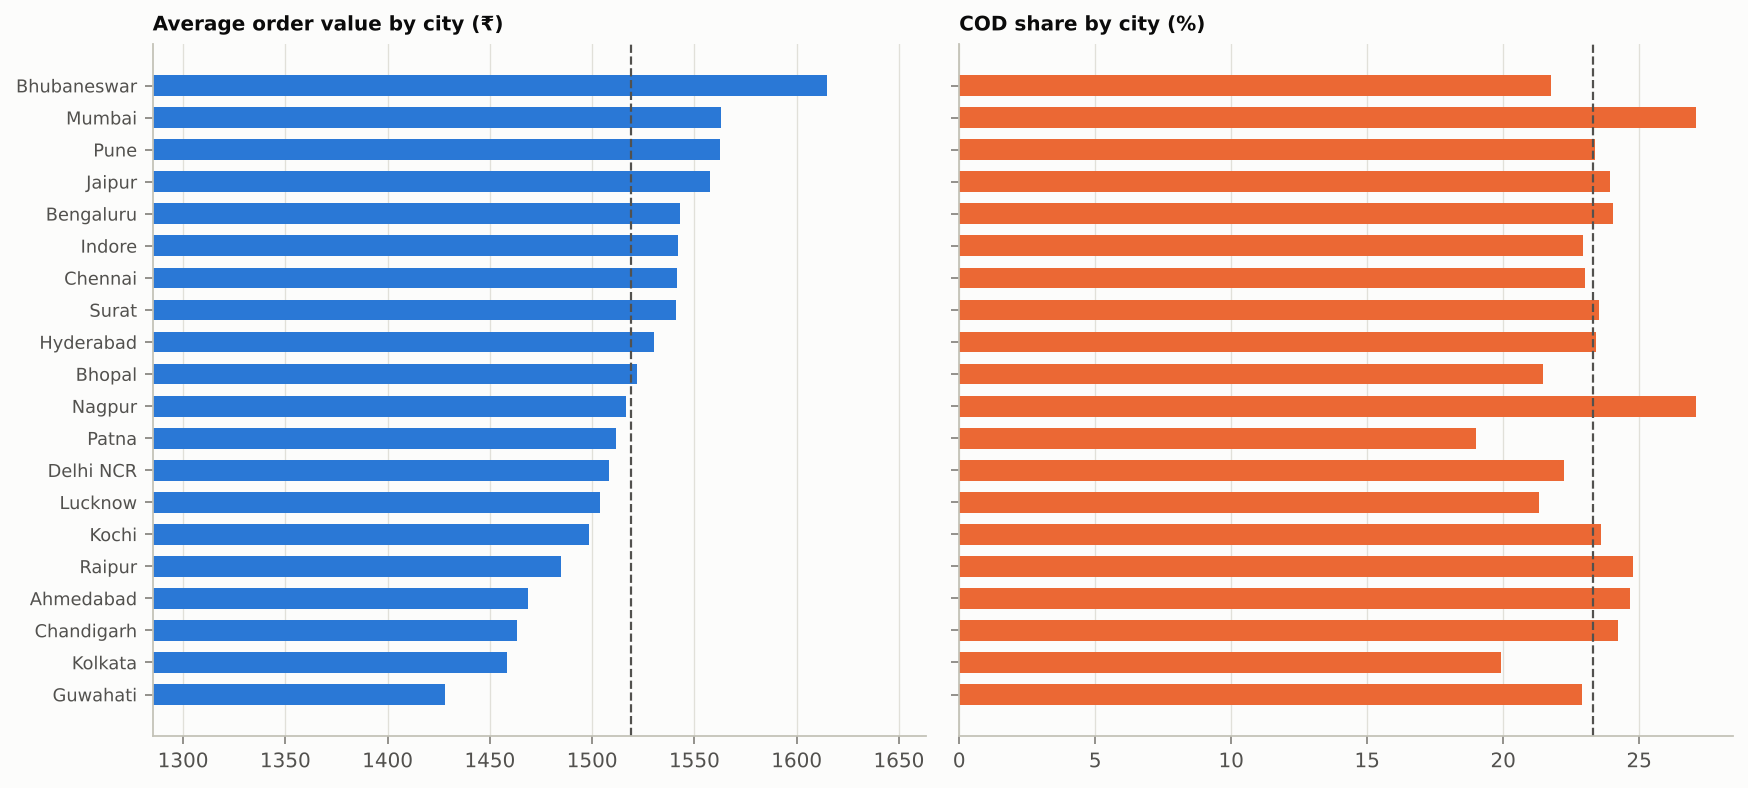 Average order value by city (₹)
COD share by city (%)
Bhubaneswar
Mumbai
Pune
Jaipur
Bengaluru
Indore
Chennai
Surat
Hyderabad
Bhopal
Nagpur
Patna
Delhi NCR
Lucknow
Kochi
Raipur
Ahmedabad
Chandigarh
Kolkata
Guwahati
1300 1350 1400 1450 1500 1550 1600 1650
0 5 10 15 20 25